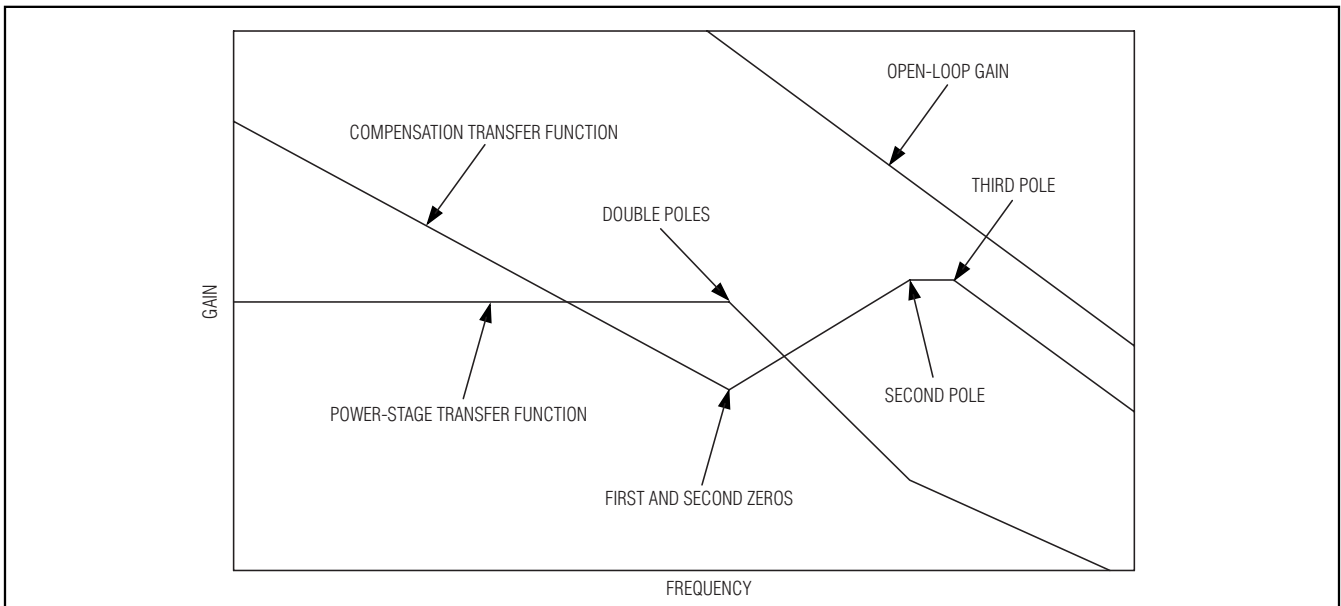 OPEN-LOOP GAIN
COMPENSATION TRANSFER FUNCTION
THIRD POLE
DOUBLE POLES
GAIN
SECOND POLE
POWER-STAGE TRANSFER FUNCTION
FIRST AND SECOND ZEROS
FREQUENCY